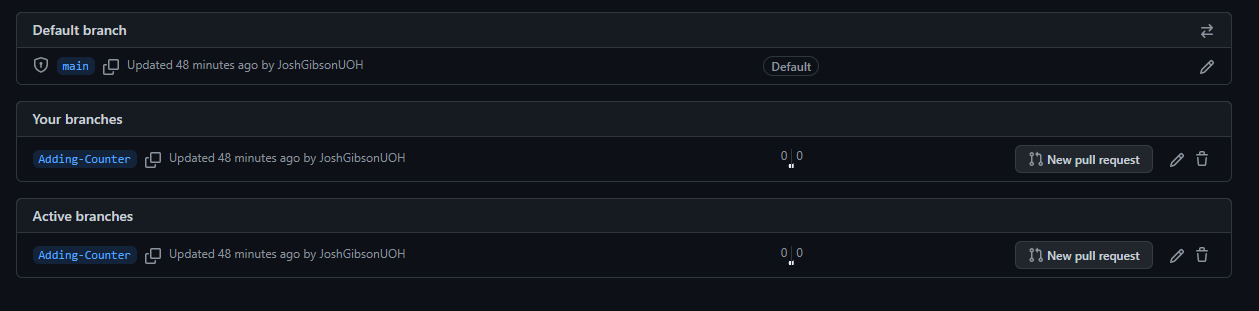 Default branch
main Updated 48 minutes ago by JoshGibsonUOH Default
Your branches
Adding-Counter Updated 48 minutes ago by JoshGibsonUOH 0 0 New pull request
Active branches
Adding-Counter Updated 48 minutes ago by JoshGibsonUOH 0 0 New pull request